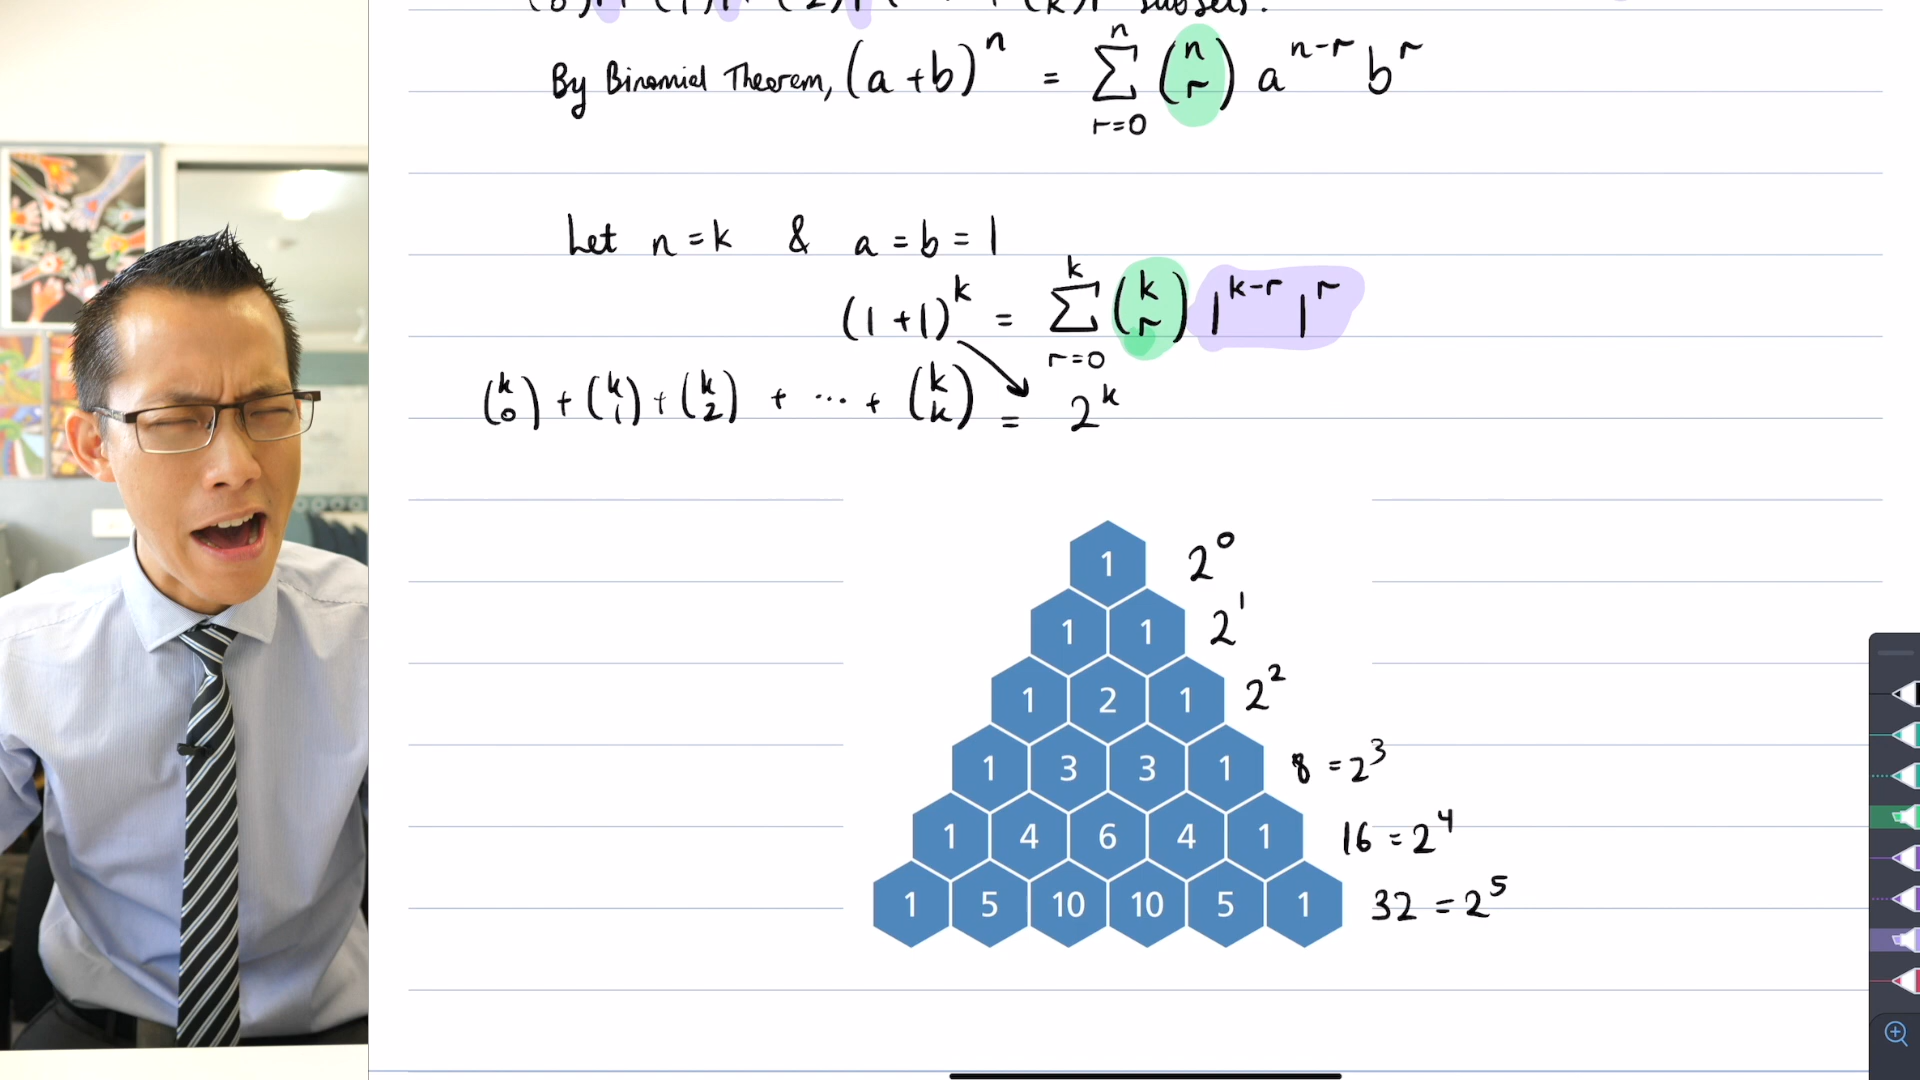 subsets.
By Binomial Theorem, (a+b)^n = Σ_{r=0}^{n} (n r) a^{n-r} b^r
Let n=k & a=b=1
(1+1)^k = Σ_{r=0}^{k} (k r) 1^{k-r} 1^r
(k 0) + (k 1) + (k 2) + ... + (k k) = 2^k
1 2^0
1 1 2^1
1 2 1 2^2
1 3 3 1 8 = 2^3
1 4 6 4 1 16 = 2^4
1 5 10 10 5 1 32 = 2^5